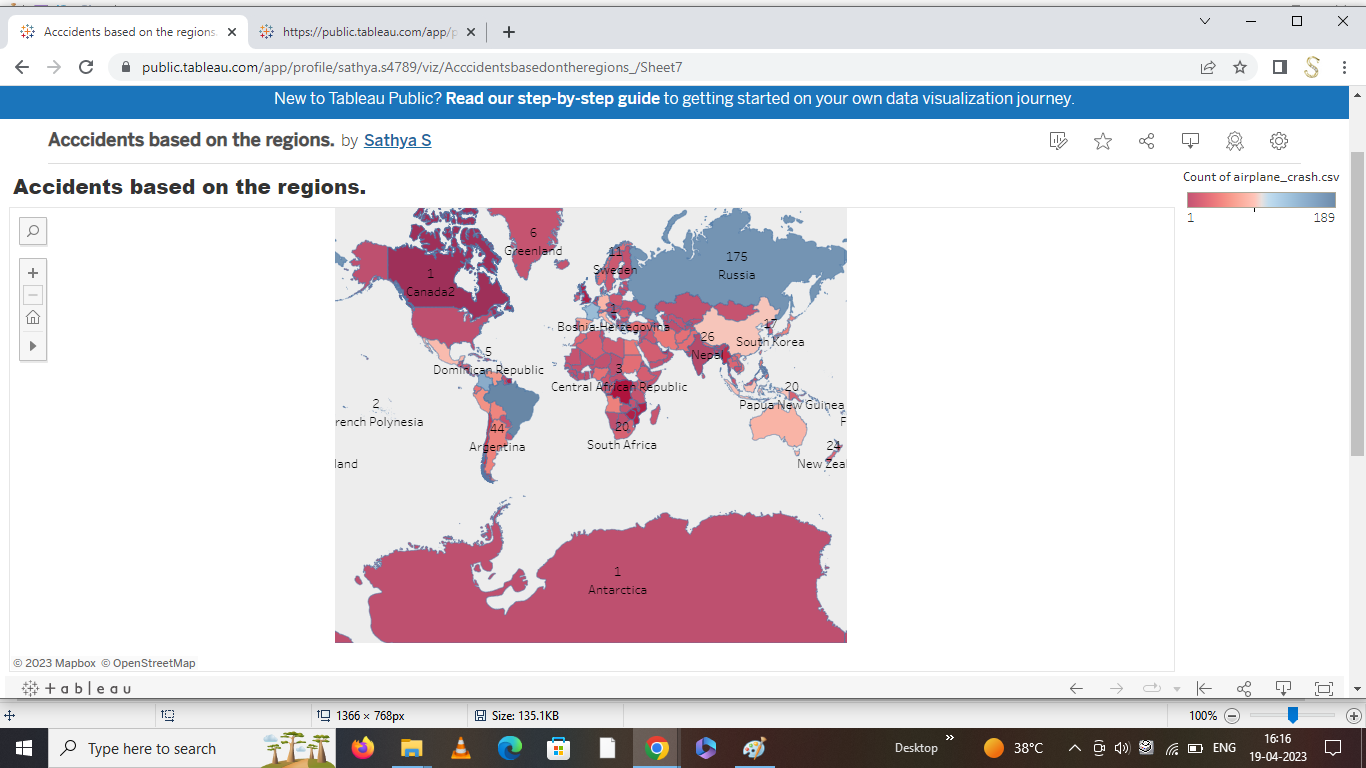 Acccidents based on the regions.
https://public.tableau.com/app/p
public.tableau.com/app/profile/sathya.s4789/viz/Acccidentsbasedontheregions_/Sheet7
New to Tableau Public? Read our step-by-step guide to getting started on your own data visualization journey.
Acccidents based on the regions. by Sathya S
Accidents based on the regions.
Count of airplane_crash.csv
1 189
6
Greenland
11
Sweden
175
Russia
1
Canada2
1
Bosnia-Herzegovina
17
South Korea
26
Nepal
5
Dominican Republic
3
Central African Republic
20
Papua New Guinea
2
rench Polynesia
F
44
Argentina
20
South Africa
24
New Zeal
land
1
Antarctica
© 2023 Mapbox © OpenStreetMap
+ a b l e a u
1366 × 768px
Size: 135.1KB
100%
Type here to search
Desktop
38°C
ENG
16:16
19-04-2023